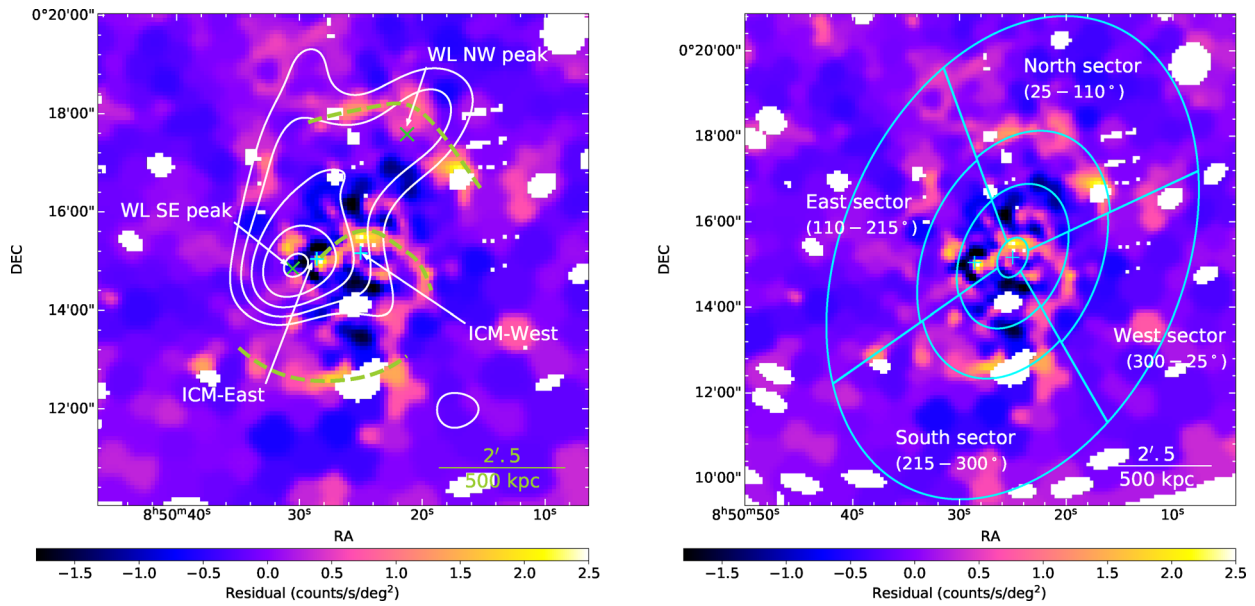 0°20'00"
18'00"
16'00"
14'00"
12'00"
DEC
WL NW peak
WL SE peak
ICM-West
ICM-East
2′.5
500 kpc
8ʰ50ᵐ40ˢ
30ˢ
20ˢ
10ˢ
RA
−1.5
−1.0
−0.5
0.0
0.5
1.0
1.5
2.0
2.5
Residual (counts/s/deg²)
0°20'00"
18'00"
16'00"
14'00"
12'00"
10'00"
DEC
North sector
(25 − 110°)
East sector
(110 − 215°)
West sector
(300 − 25°)
South sector
(215 − 300°)
2′.5
500 kpc
8ʰ50ᵐ50ˢ
40ˢ
30ˢ
20ˢ
10ˢ
RA
−1.5
−1.0
−0.5
0.0
0.5
1.0
1.5
2.0
2.5
Residual (counts/s/deg²)